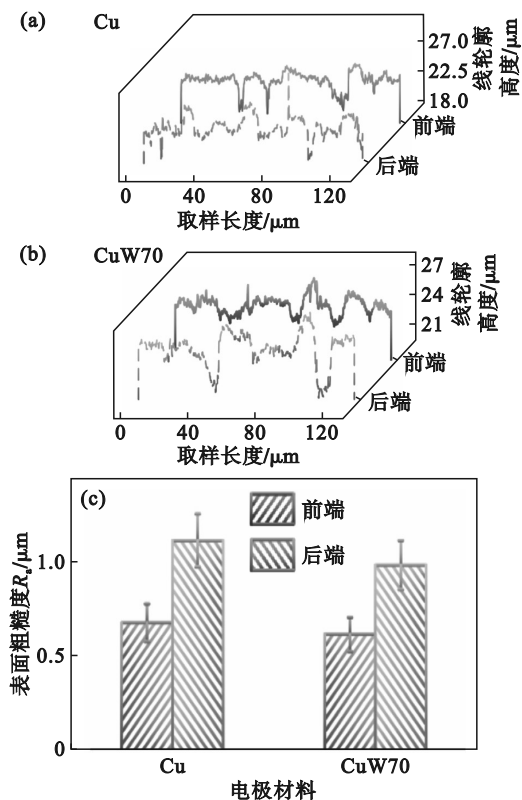 (a) Cu
27.0
22.5
18.0
线轮廓
高度/μm
前端
后端
0 40 80 120
取样长度/μm
(b) CuW70
27
24
21
线轮廓
高度/μm
前端
后端
0 40 80 120
取样长度/μm
(c)
前端
后端
1.0
0.5
0
表面粗糙度Ra/μm
Cu CuW70
电极材料